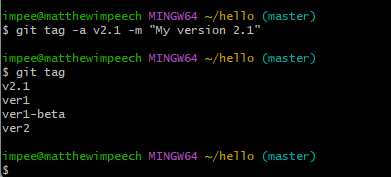 impee@matthewimpeech MINGW64 ~/hello (master)
$ git tag -a v2.1 -m "My version 2.1"
impee@matthewimpeech MINGW64 ~/hello (master)
$ git tag
v2.1
ver1
ver1-beta
ver2
impee@matthewimpeech MINGW64 ~/hello (master)
$